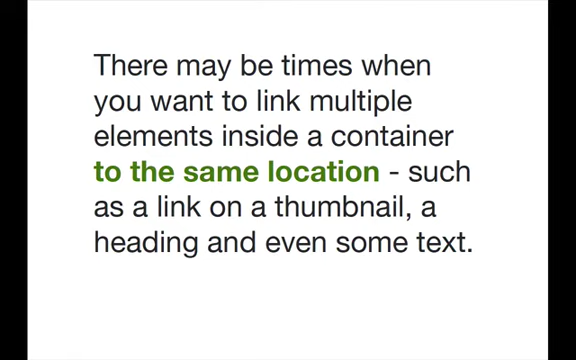 There may be times when
you want to link multiple
elements inside a container
to the same location - such
as a link on a thumbnail, a
heading and even some text.